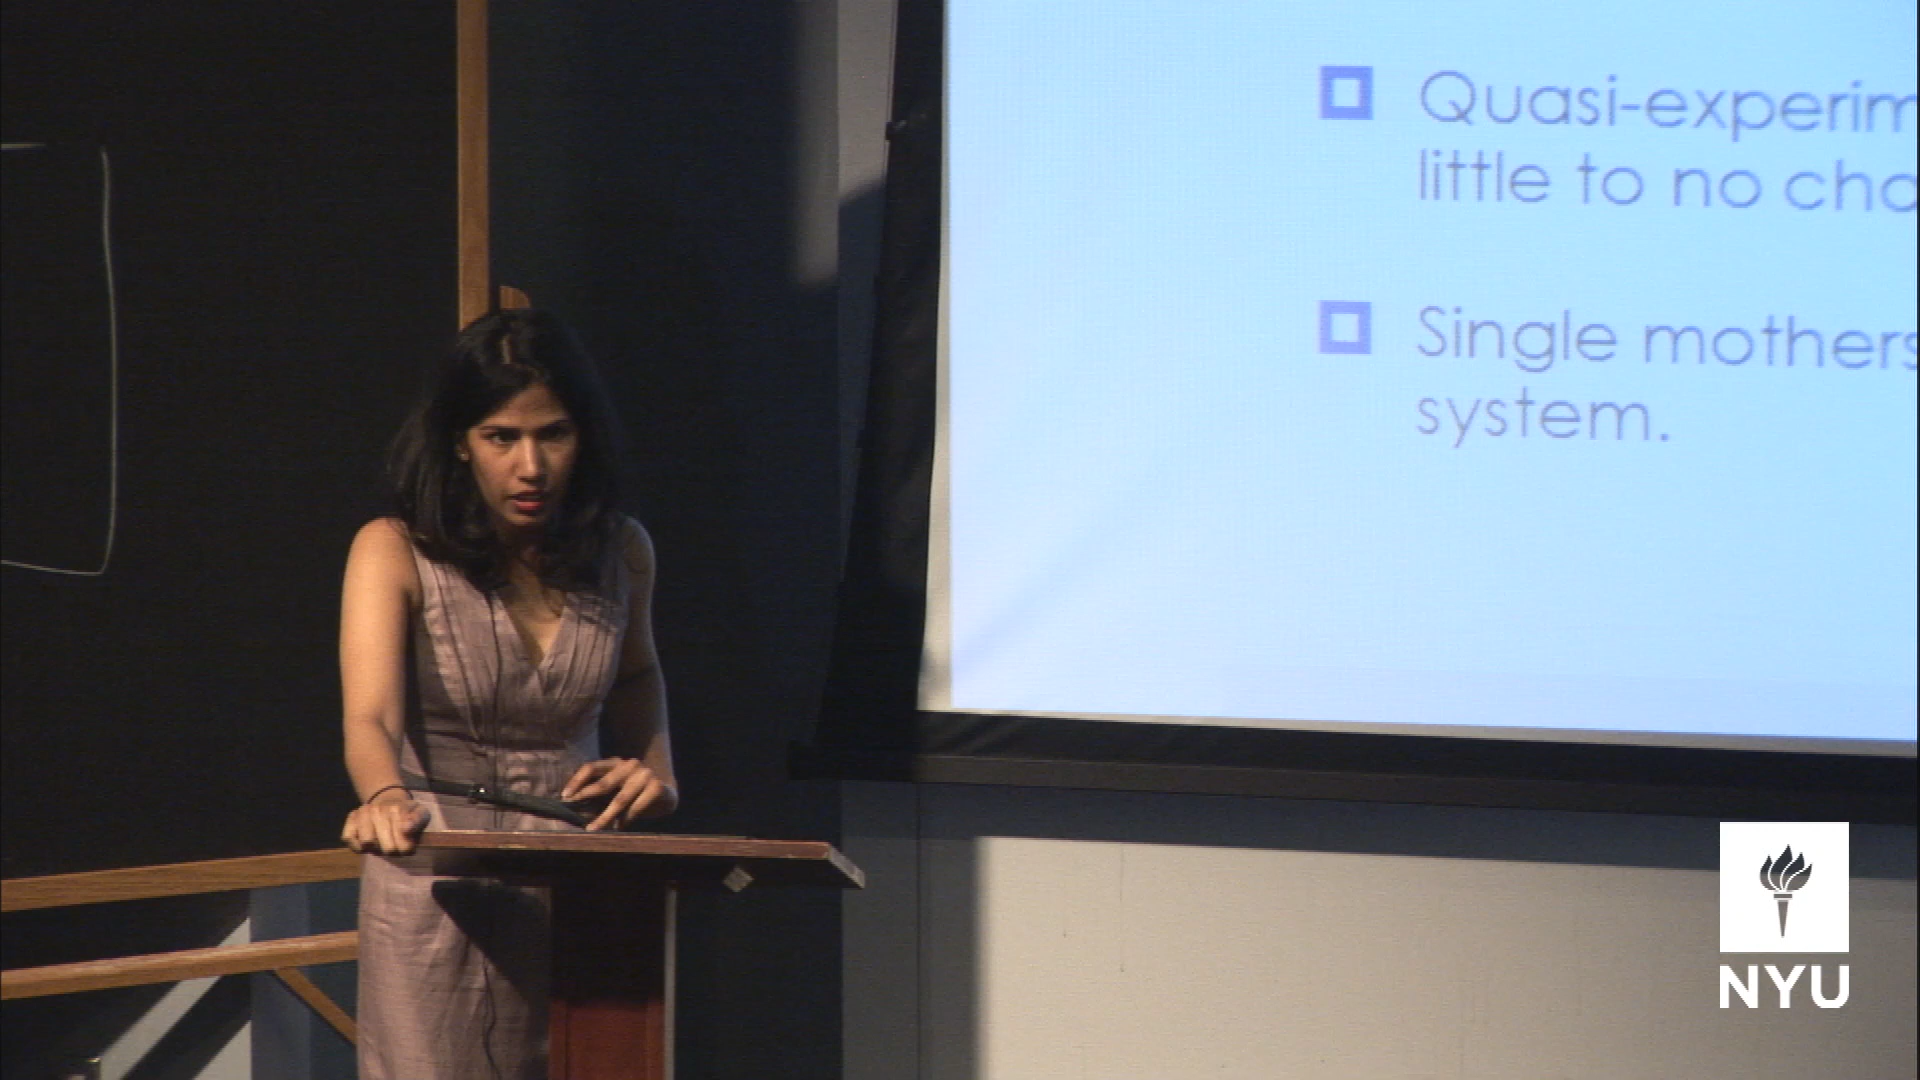 Quasi-experim
little to no cha
Single mothers
system.
NYU